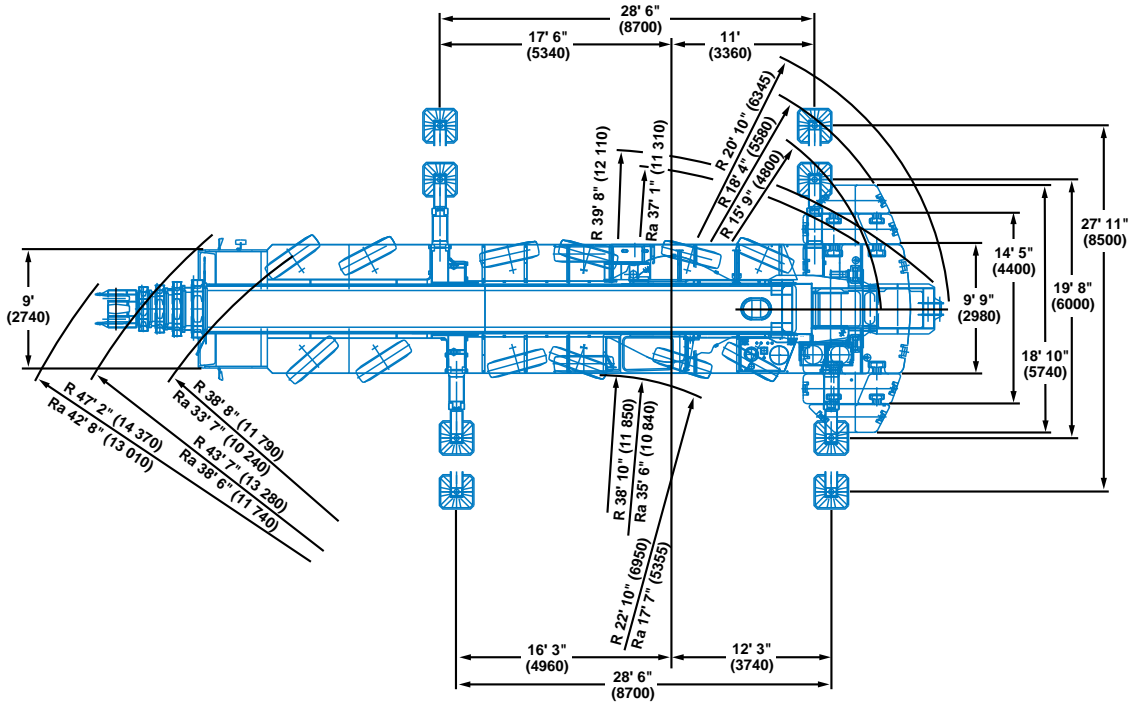 28' 6"
(8700)
17' 6"
(5340)
11'
(3360)
R 20' 10" (6345)
R 18' 4" (5580)
R 15' 9" (4800)
R 39' 8" (12 110)
Ra 37' 1" (11 310)
9'
(2740)
27' 11"
(8500)
14' 5"
(4400)
19' 8"
(6000)
9' 9"
(2980)
18' 10"
(5740)
R 47' 2" (14 370)
Ra 42' 8" (13 010)
R 38' 8" (11 790)
Ra 33' 7" (10 240)
R 43' 7" (13 280)
Ra 38' 6" (11 740)
R 38' 10" (11 850)
Ra 35' 6" (10 840)
R 22' 10" (6950)
Ra 17' 7" (5355)
16' 3"
(4960)
12' 3"
(3740)
28' 6"
(8700)